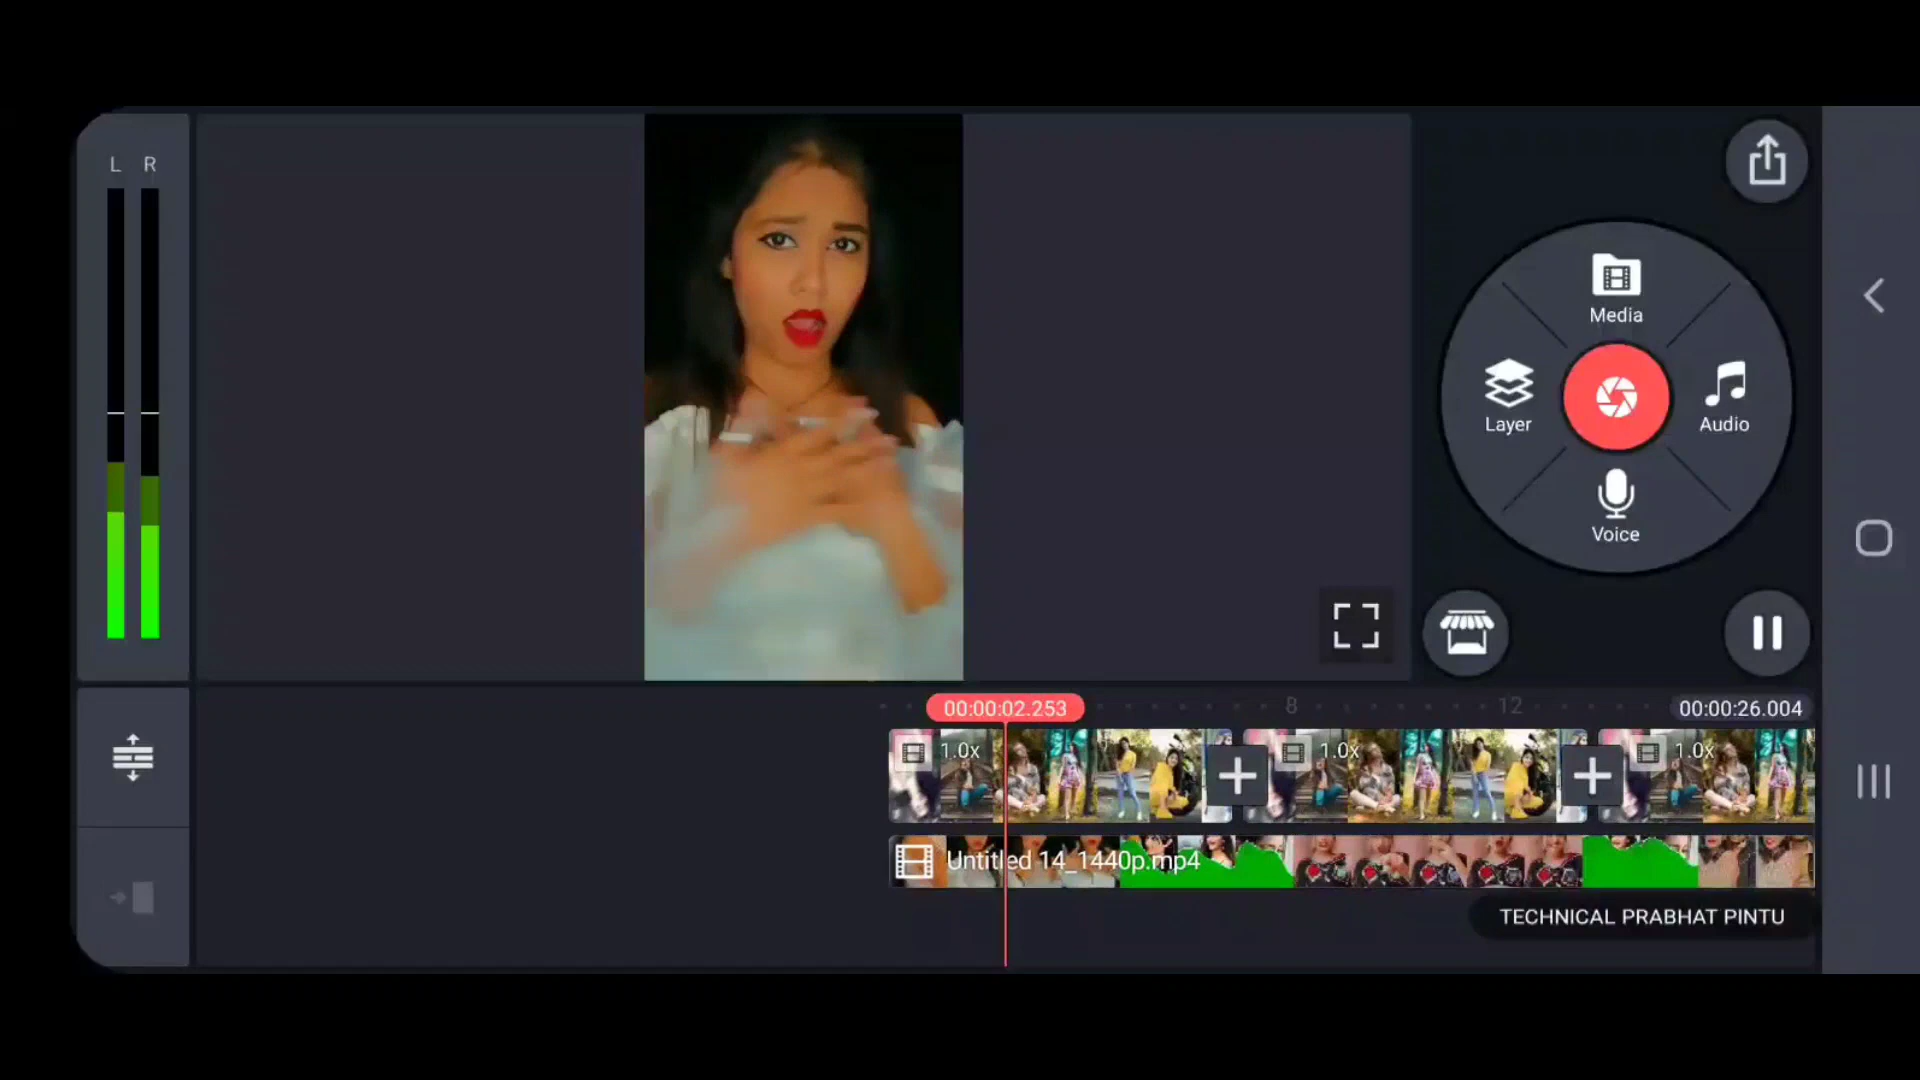 L R
Media
Layer
Audio
Voice
00:00:02.253
8
12
00:00:26.004
1.0x
1.0x
1.0x
Untitled 14_1440p.mp4
TECHNICAL PRABHAT PINTU